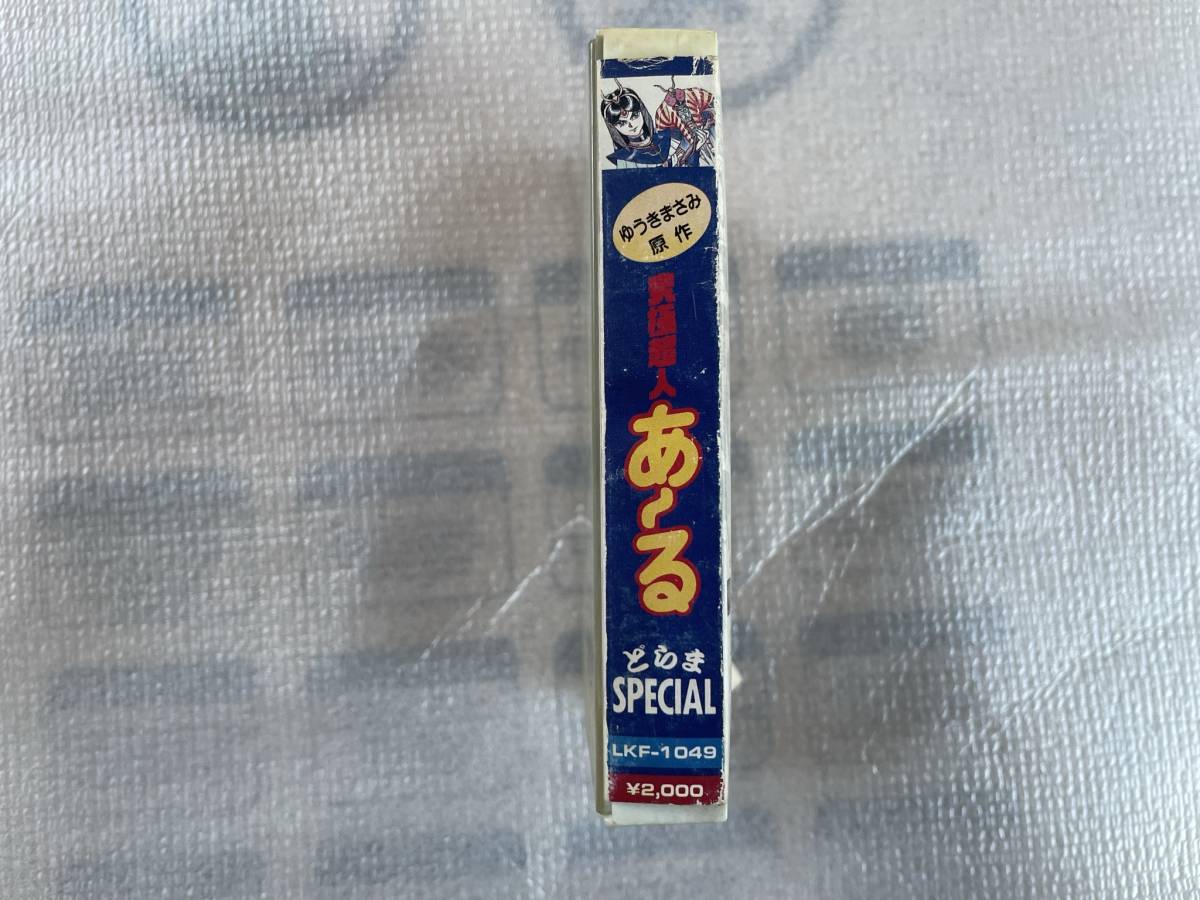 ゆうきまさみ
原作
究極超人
あ〜る
どらま
SPECIAL
LKF-1049
¥2,000